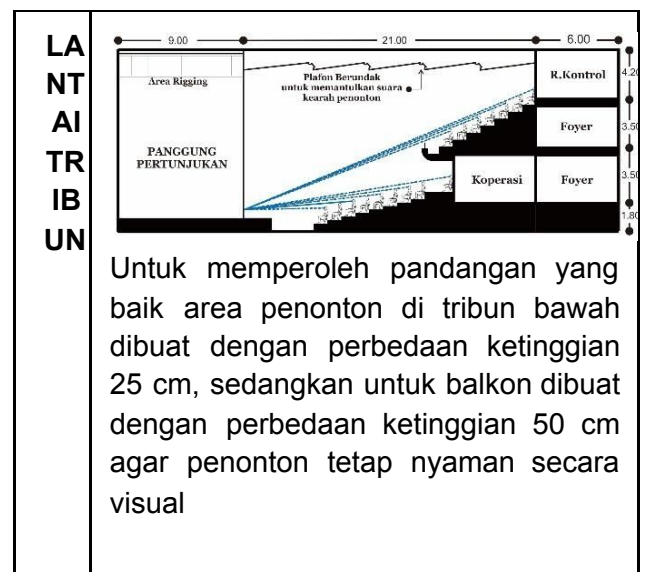 LA
NT
AI
TR
IB
UN
9.00 21.00 6.00
Area Rigging
Plafon Berundak
untuk memantulkan suara
kearah penonton
R.Kontrol
4.20
Foyer
3.50
PANGGUNG
PERTUNJUKAN
Koperasi
Foyer
3.50
1.80
Untuk memperoleh pandangan yang
baik area penonton di tribun bawah
dibuat dengan perbedaan ketinggian
25 cm, sedangkan untuk balkon dibuat
dengan perbedaan ketinggian 50 cm
agar penonton tetap nyaman secara
visual